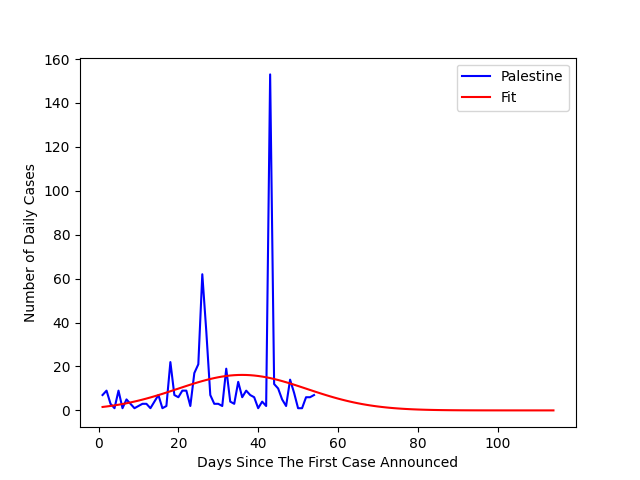 160
140
120
100
80
60
40
20
0
Number of Daily Cases
Palestine
Fit
0 20 40 60 80 100
Days Since The First Case Announced